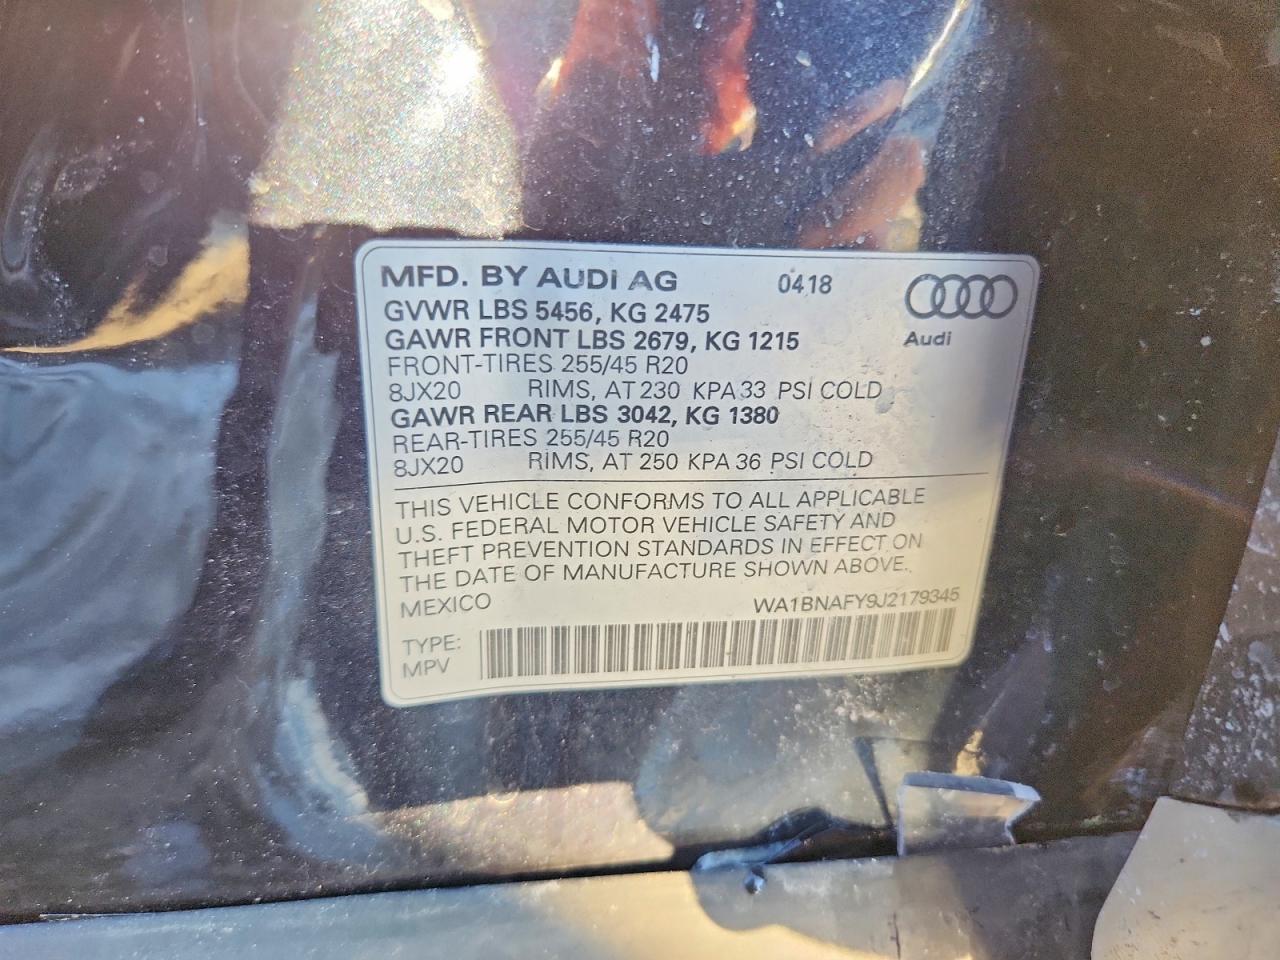 MFD. BY AUDI AG 0418
GVWR LBS 5456, KG 2475
GAWR FRONT LBS 2679, KG 1215
Audi
FRONT-TIRES 255/45 R20
8JX20 RIMS, AT 230 KPA 33 PSI COLD
GAWR REAR LBS 3042, KG 1380
REAR-TIRES 255/45 R20
8JX20 RIMS, AT 250 KPA 36 PSI COLD
THIS VEHICLE CONFORMS TO ALL APPLICABLE
U.S. FEDERAL MOTOR VEHICLE SAFETY AND
THEFT PREVENTION STANDARDS IN EFFECT ON
THE DATE OF MANUFACTURE SHOWN ABOVE.
MEXICO WA1BNAFY9J2179345
TYPE:
MPV